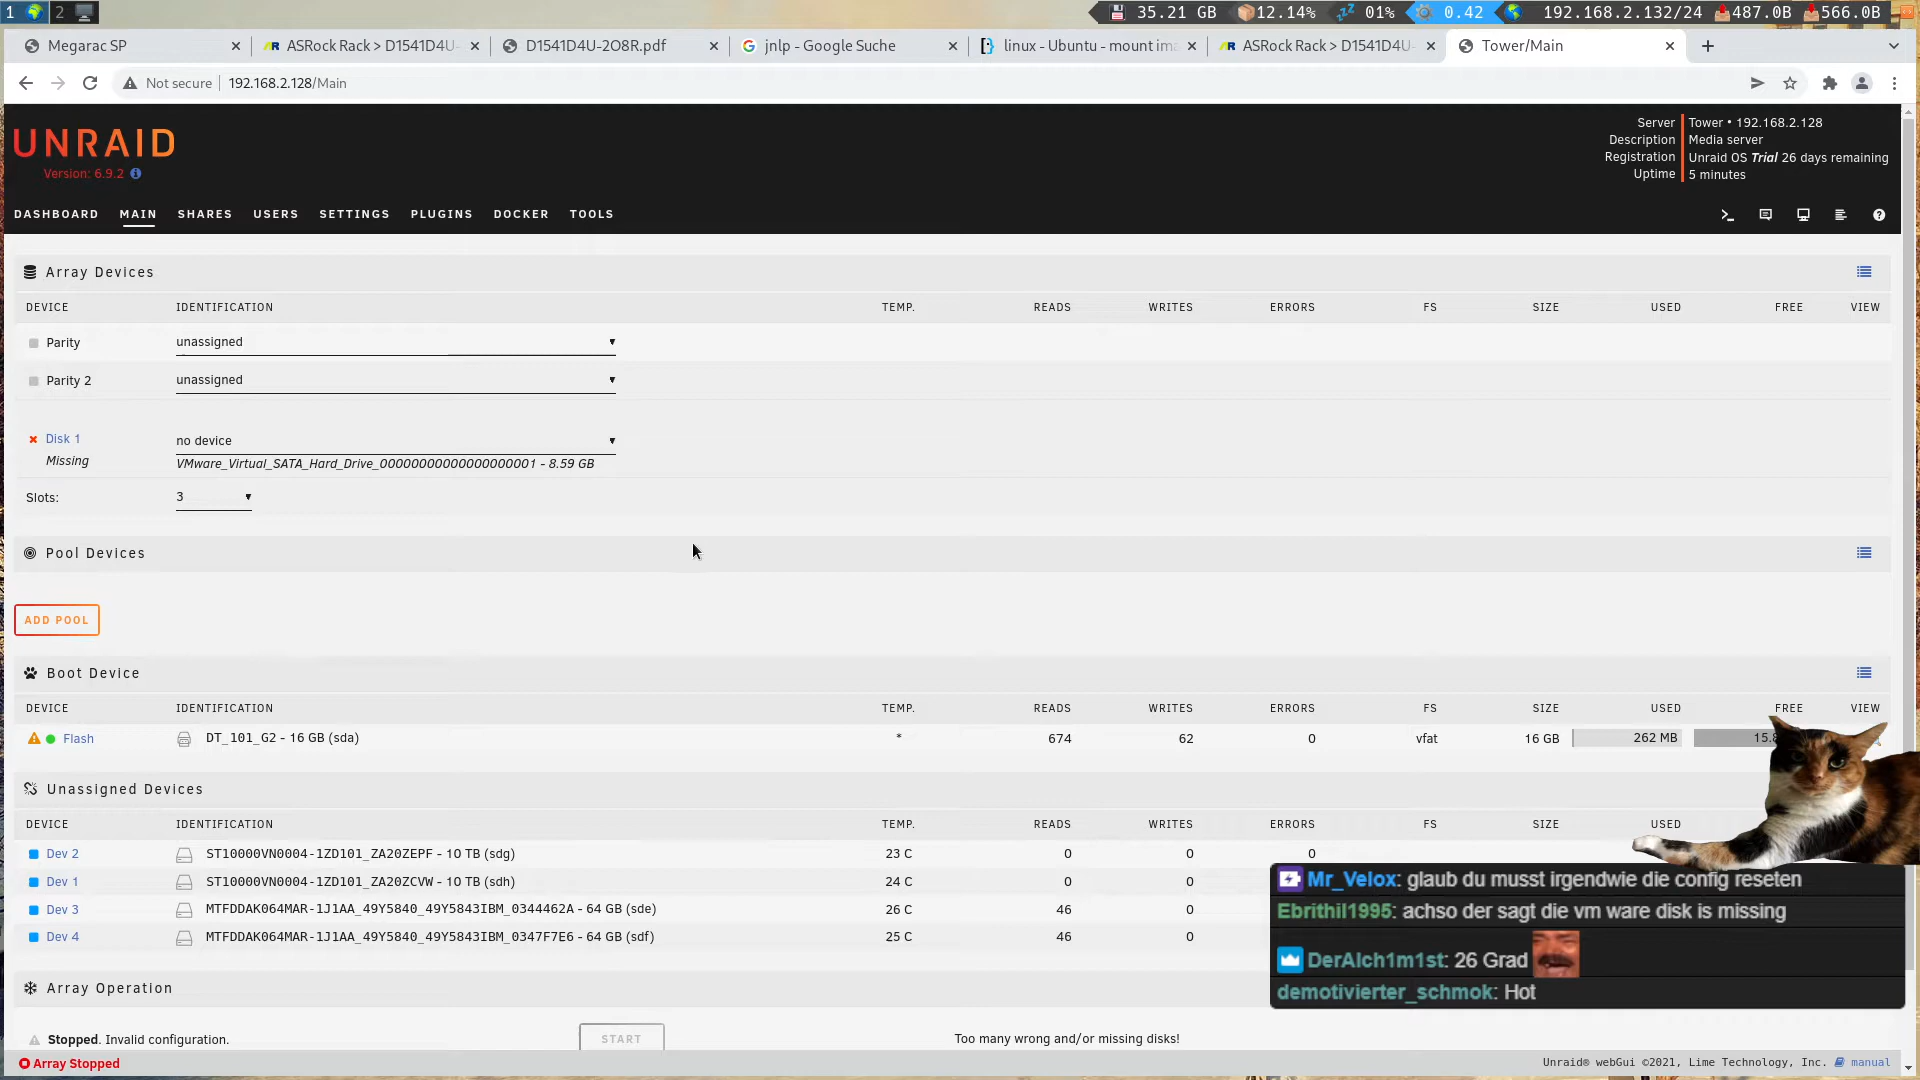 1 2 35.21 GB 12.14% 01% 0.42 192.168.2.132/24 487.0B 566.0B
Megarac SP ASRock Rack > D1541D4U- D1541D4U-2O8R.pdf jnlp - Google Suche linux - Ubuntu - mount im ASRock Rack > D1541D4U- Tower/Main
Not secure 192.168.2.128/Main
UNRAID
Version: 6.9.2
Server Tower • 192.168.2.128
Description Media server
Registration Unraid OS Trial 26 days remaining
Uptime 5 minutes
DASHBOARD MAIN SHARES USERS SETTINGS PLUGINS DOCKER TOOLS
Array Devices
DEVICE IDENTIFICATION TEMP. READS WRITES ERRORS FS SIZE USED FREE VIEW
Parity unassigned
Parity 2 unassigned
Disk 1 no device
Missing VMware_Virtual_SATA_Hard_Drive_00000000000000000001 - 8.59 GB
Slots: 3
Pool Devices
ADD POOL
Boot Device
DEVICE IDENTIFICATION TEMP. READS WRITES ERRORS FS SIZE USED FREE VIEW
Flash DT_101_G2 - 16 GB (sda) * 674 62 0 vfat 16 GB 262 MB 15.
Unassigned Devices
DEVICE IDENTIFICATION TEMP. READS WRITES ERRORS FS SIZE USED
Dev 2 ST10000VN0004-1ZD101_ZA20ZEPF - 10 TB (sdg) 23 C 0 0 0
Dev 1 ST10000VN0004-1ZD101_ZA20ZCVW - 10 TB (sdh) 24 C 0 0
Dev 3 MTFDDAK064MAR-1J1AA_49Y5840_49Y5843IBM_0344462A - 64 GB (sde) 26 C 46 0
Dev 4 MTFDDAK064MAR-1J1AA_49Y5840_49Y5843IBM_0347F7E6 - 64 GB (sdf) 25 C 46 0
Mr_Velox: glaub du musst irgendwie die config reseten
Ebrithil1995: achso der sagt die vm ware disk is missing
DerAlch1m1st: 26 Grad
demotivierter_schmok: Hot
Array Operation
Stopped. Invalid configuration. START Too many wrong and/or missing disks!
Array Stopped
Unraid® webGui ©2021, Lime Technology, Inc. manual